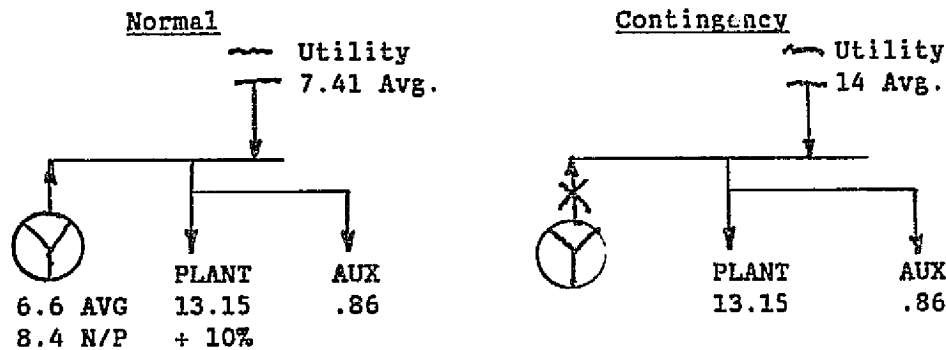 Normal
Utility
7.41 Avg.
6.6 AVG
8.4 N/P
PLANT
13.15
+ 10%
AUX
.86
Contingency
Utility
14 Avg.
PLANT
13.15
AUX
.86